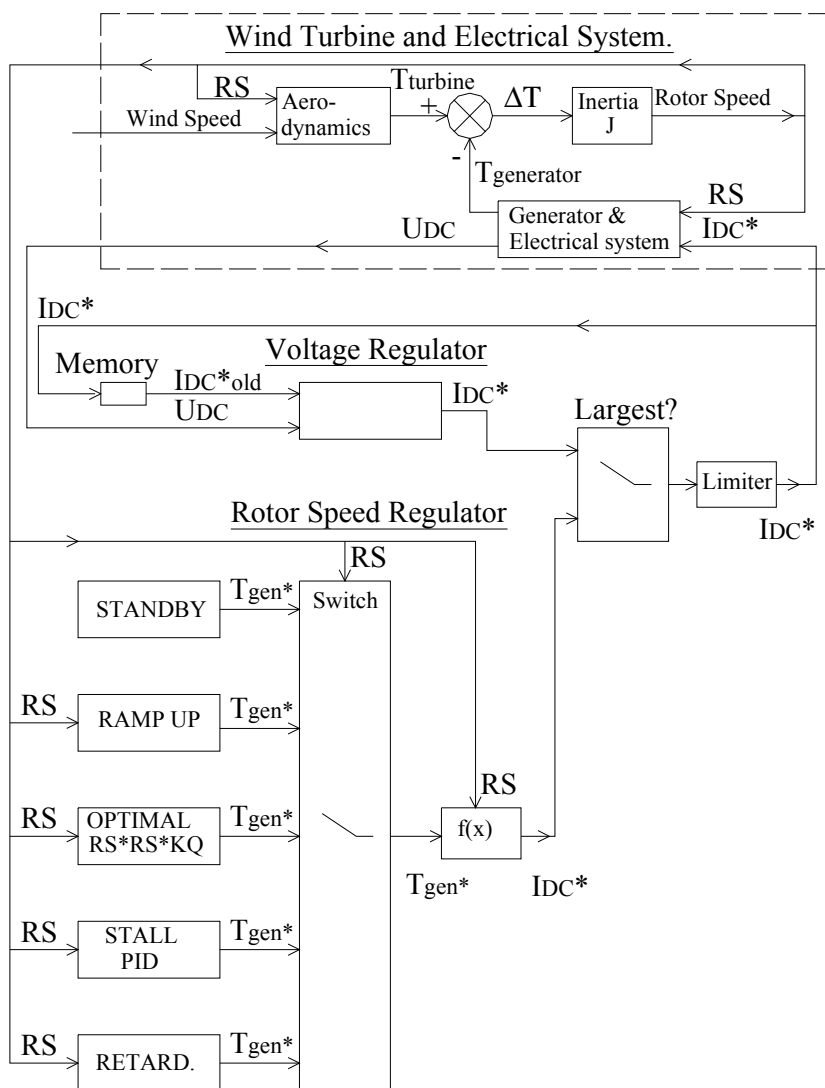 Wind Turbine and Electrical System.
RS
Aero-
dynamics
Tturbine
+
ΔT
Inertia
J
Rotor Speed
Wind Speed
-
Tgenerator
RS
Generator &
Electrical system
UDC
IDC*
IDC*
Voltage Regulator
Memory
IDC*old
IDC*
UDC
Largest?
Limiter
IDC*
Rotor Speed Regulator
RS
STANDBY
Tgen*
Switch
RS
RAMP UP
Tgen*
RS
RS
OPTIMAL
RS*RS*KQ
Tgen*
f(x)
Tgen*
IDC*
RS
STALL
PID
Tgen*
RS
RETARD.
Tgen*